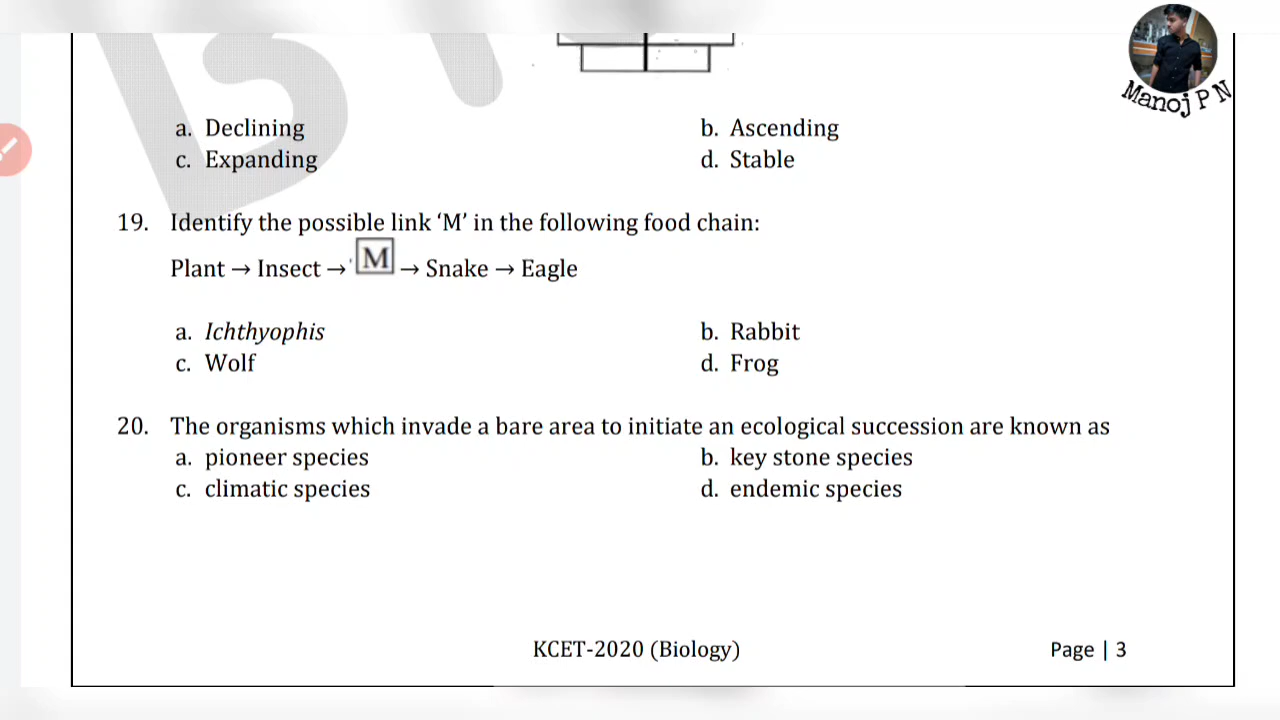 Manoj P N
a. Declining b. Ascending
c. Expanding d. Stable
19. Identify the possible link ‘M’ in the following food chain:
Plant → Insect → M → Snake → Eagle
a. Ichthyophis b. Rabbit
c. Wolf d. Frog
20. The organisms which invade a bare area to initiate an ecological succession are known as
a. pioneer species b. key stone species
c. climatic species d. endemic species
KCET-2020 (Biology) Page | 3